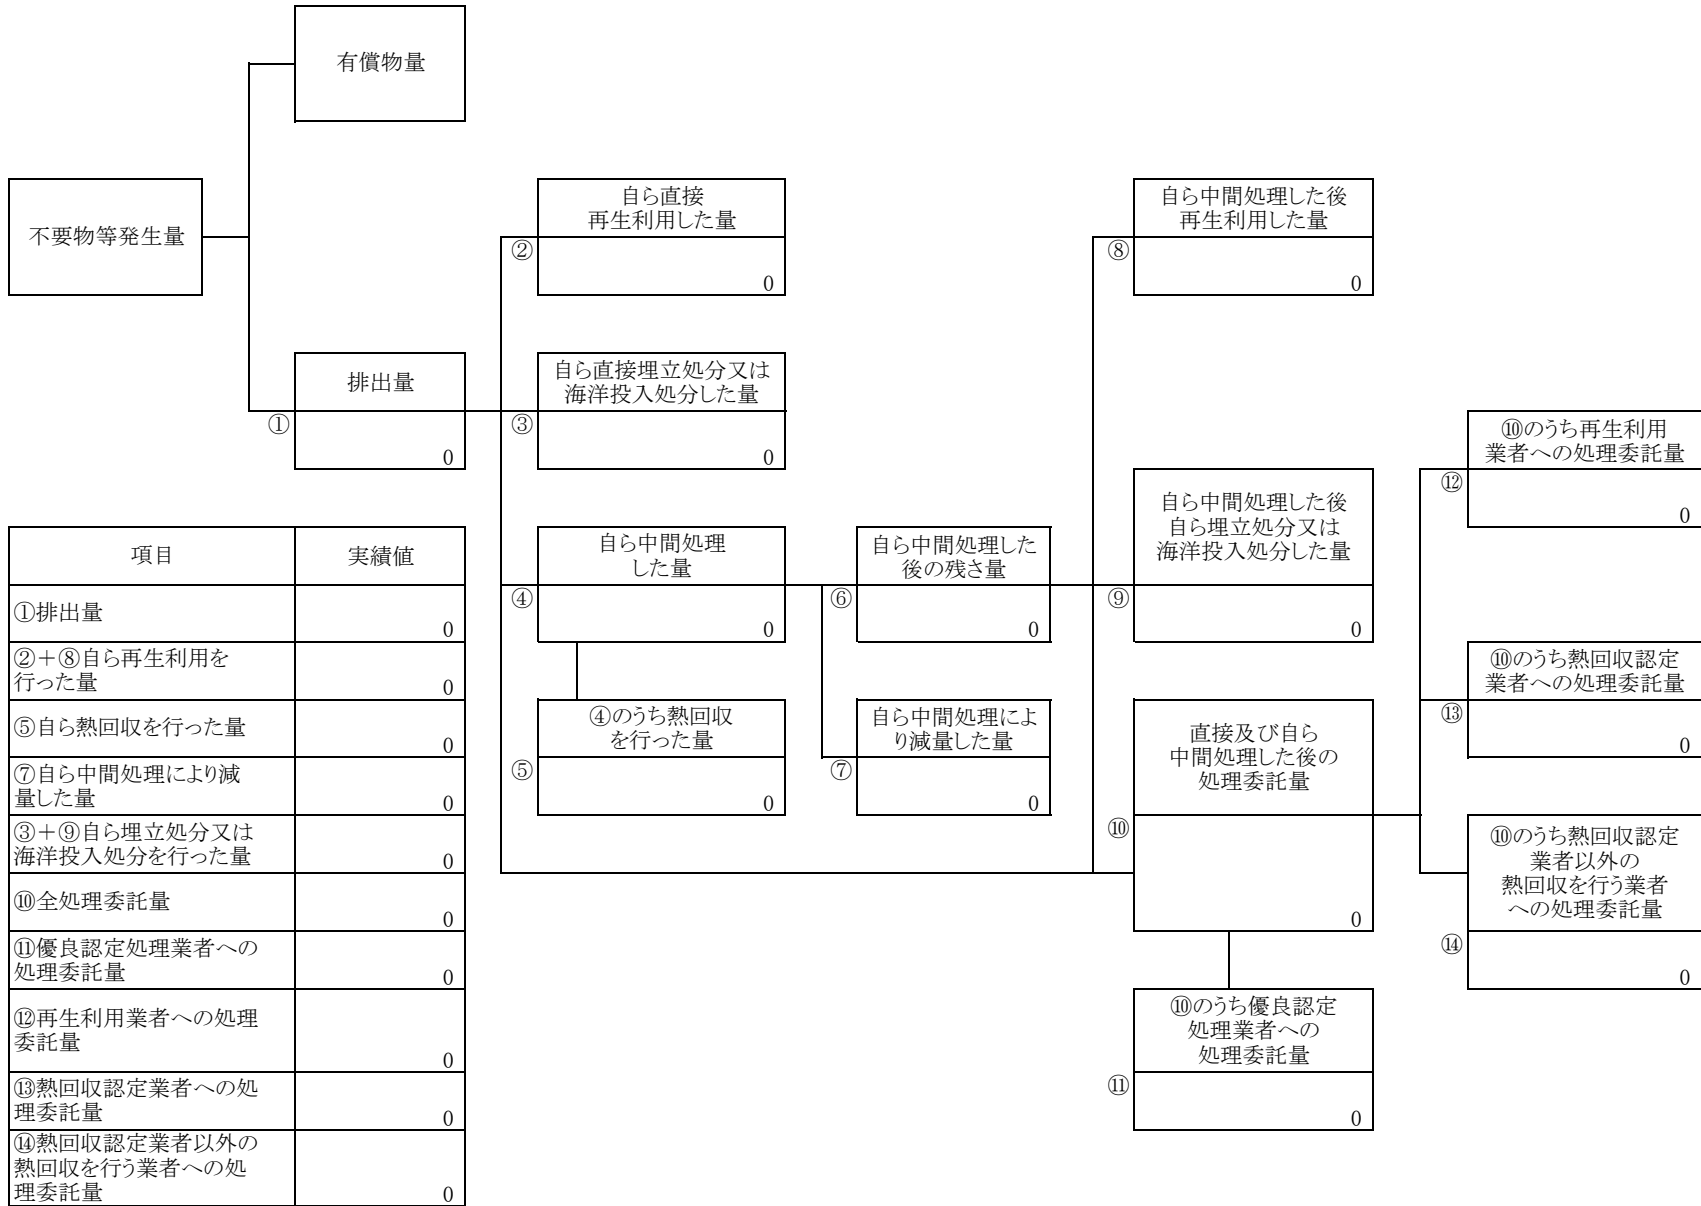 有償物量
不要物等発生量
自ら直接
再生利用した量
②
0
自ら中間処理した後
再生利用した量
⑧
0
排出量
①
0
自ら直接埋立処分又は
海洋投入処分した量
③
0
自ら中間処理
した量
④
0
自ら中間処理した
後の残さ量
⑥
0
自ら中間処理した後
自ら埋立処分又は
海洋投入処分した量
⑨
0
④のうち熱回収
を行った量
⑤
0
自ら中間処理によ
り減量した量
⑦
0
直接及び自ら
中間処理した後の
処理委託量
⑩
0
⑩のうち優良認定
処理業者への
処理委託量
⑪
0
⑩のうち再生利用
業者への処理委託量
⑫
0
⑩のうち熱回収認定
業者への処理委託量
⑬
0
⑩のうち熱回収認定
業者以外の
熱回収を行う業者
への処理委託量
⑭
0
項目 実績値
①排出量
0
②+⑧自ら再生利用を
行った量
0
⑤自ら熱回収を行った量
0
⑦自ら中間処理により減
量した量
0
③+⑨自ら埋立処分又は
海洋投入処分を行った量
0
⑩全処理委託量
0
⑪優良認定処理業者への
処理委託量
0
⑫再生利用業者への処理
委託量
0
⑬熱回収認定業者への処
理委託量
0
⑭熱回収認定業者以外の
熱回収を行う業者への処
理委託量
0